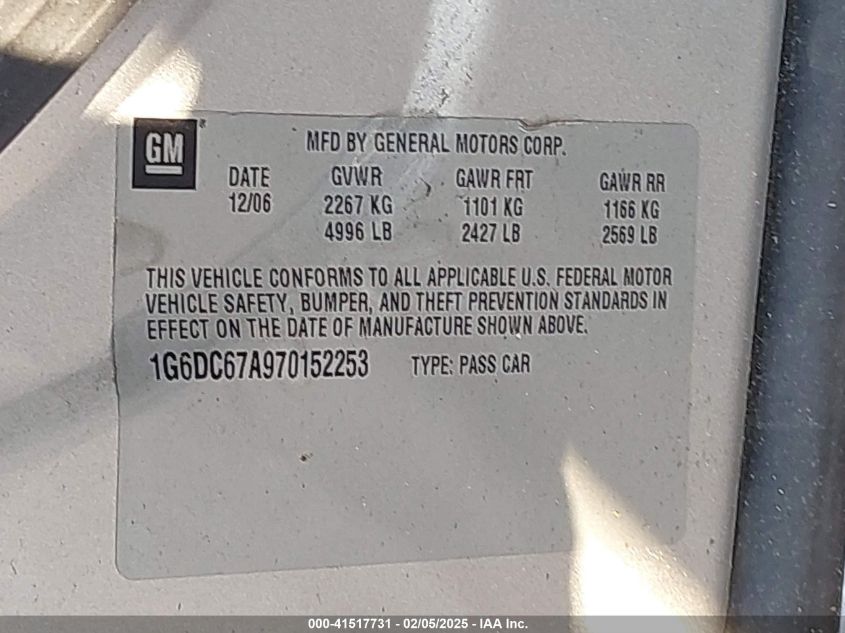 GM®
MFD BY GENERAL MOTORS CORP.
DATE GVWR GAWR FRT GAWR RR
12/06 2267 KG 1101 KG 1166 KG
4996 LB 2427 LB 2569 LB
THIS VEHICLE CONFORMS TO ALL APPLICABLE U.S. FEDERAL MOTOR
VEHICLE SAFETY, BUMPER, AND THEFT PREVENTION STANDARDS IN
EFFECT ON THE DATE OF MANUFACTURE SHOWN ABOVE.
1G6DC67A970152253 TYPE: PASS CAR
000-41517731 - 02/05/2025 - IAA Inc.